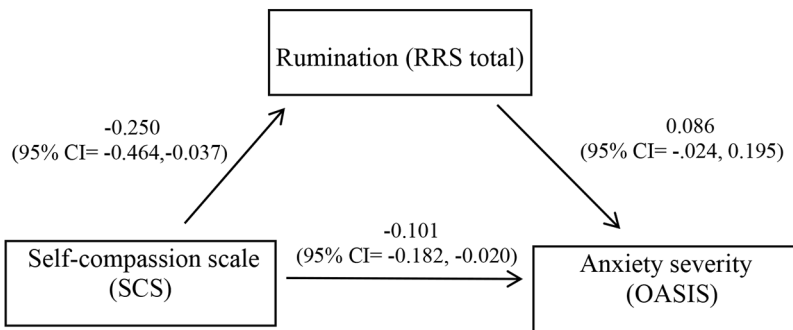 Rumination (RRS total)
-0.250
(95% CI= -0.464,-0.037)
0.086
(95% CI= -.024, 0.195)
-0.101
(95% CI= -0.182, -0.020)
Self-compassion scale
(SCS)
Anxiety severity
(OASIS)